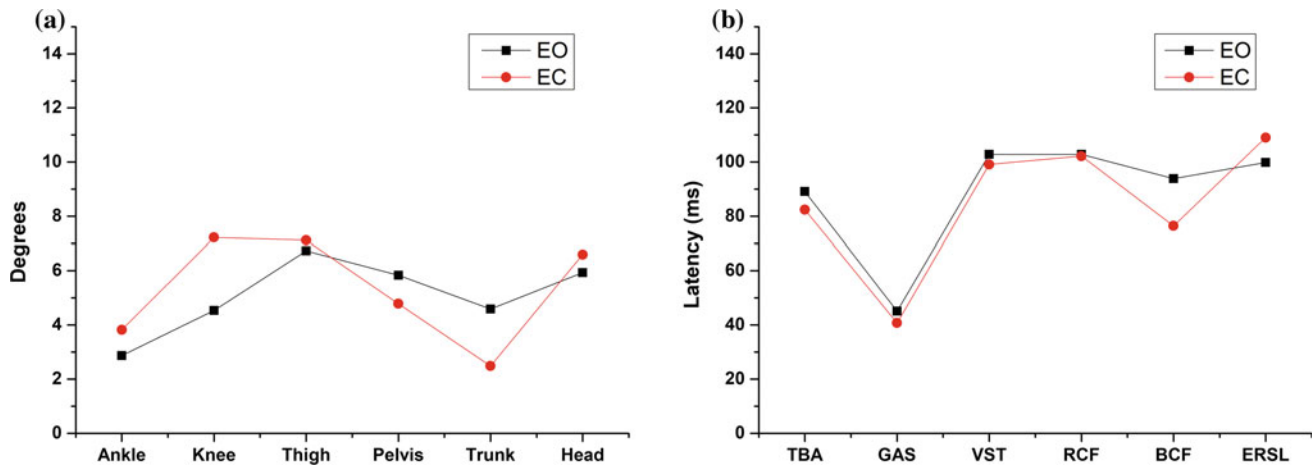 (a)
14
12
10
8
6
4
2
0
Degrees
EO
EC
Ankle Knee Thigh Pelvis Trunk Head
(b)
140
120
100
80
60
40
20
0
Latency (ms)
EO
EC
TBA GAS VST RCF BCF ERSL